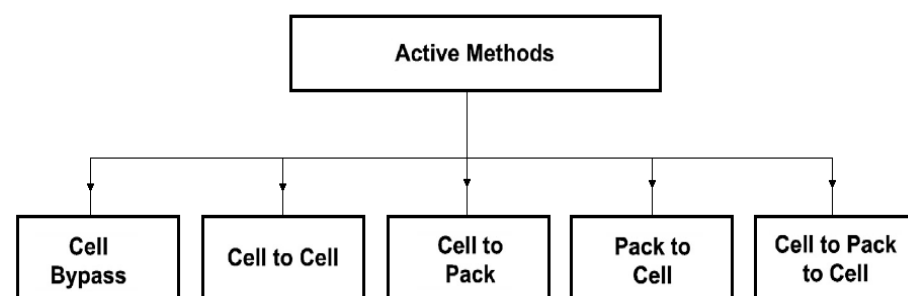 Active Methods
Cell
Bypass
Cell to Cell
Cell to
Pack
Pack to
Cell
Cell to Pack
to Cell